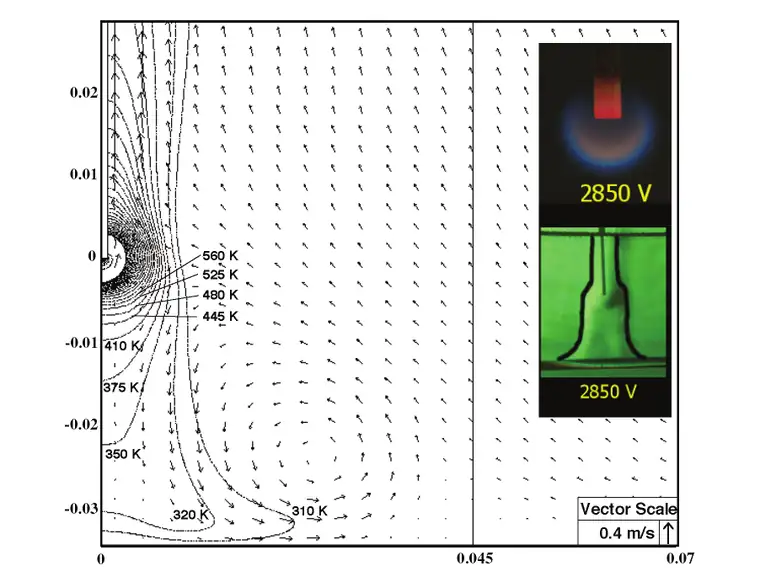 0.02
0.01
0
-0.01
-0.02
-0.03
560 K
525 K
480 K
445 K
410 K
375 K
350 K
320 K
310 K
2850 V
2850 V
Vector Scale
0.4 m/s
0
0.045
0.07